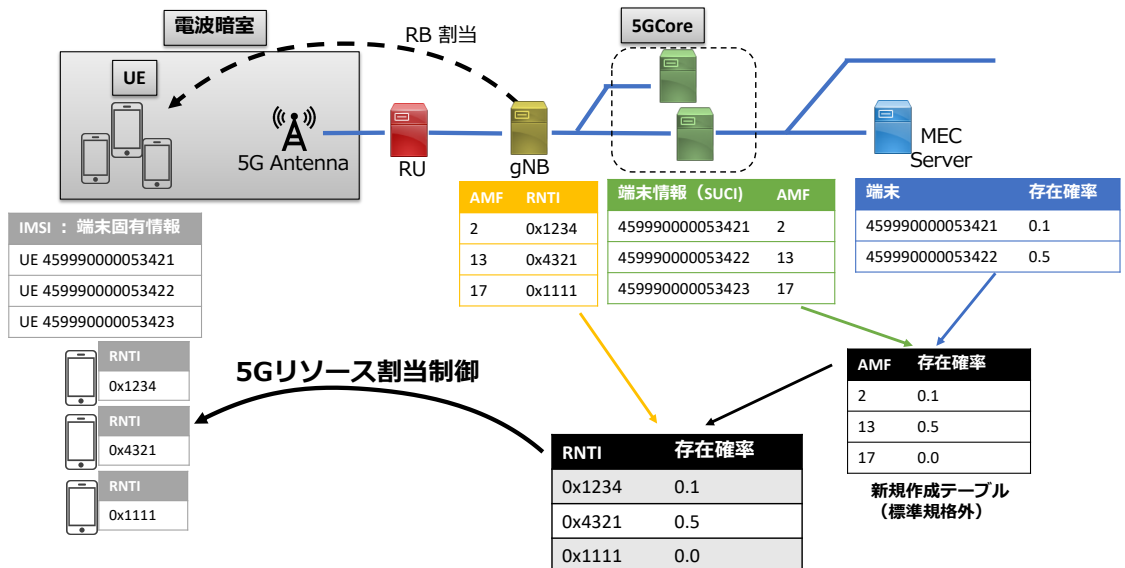 電波暗室
RB 割当
5GCore
UE
5G Antenna
RU
gNB
MEC
Server
AMF RNTI
2 0x1234
13 0x4321
17 0x1111
端末情報（SUCI） AMF
459990000053421 2
459990000053422 13
459990000053423 17
端末 存在確率
459990000053421 0.1
459990000053422 0.5
IMSI ： 端末固有情報
UE 459990000053421
UE 459990000053422
UE 459990000053423
RNTI
0x1234
RNTI
0x4321
RNTI
0x1111
5Gリソース割当制御
AMF 存在確率
2 0.1
13 0.5
17 0.0
新規作成テーブル
（標準規格外）
RNTI 存在確率
0x1234 0.1
0x4321 0.5
0x1111 0.0